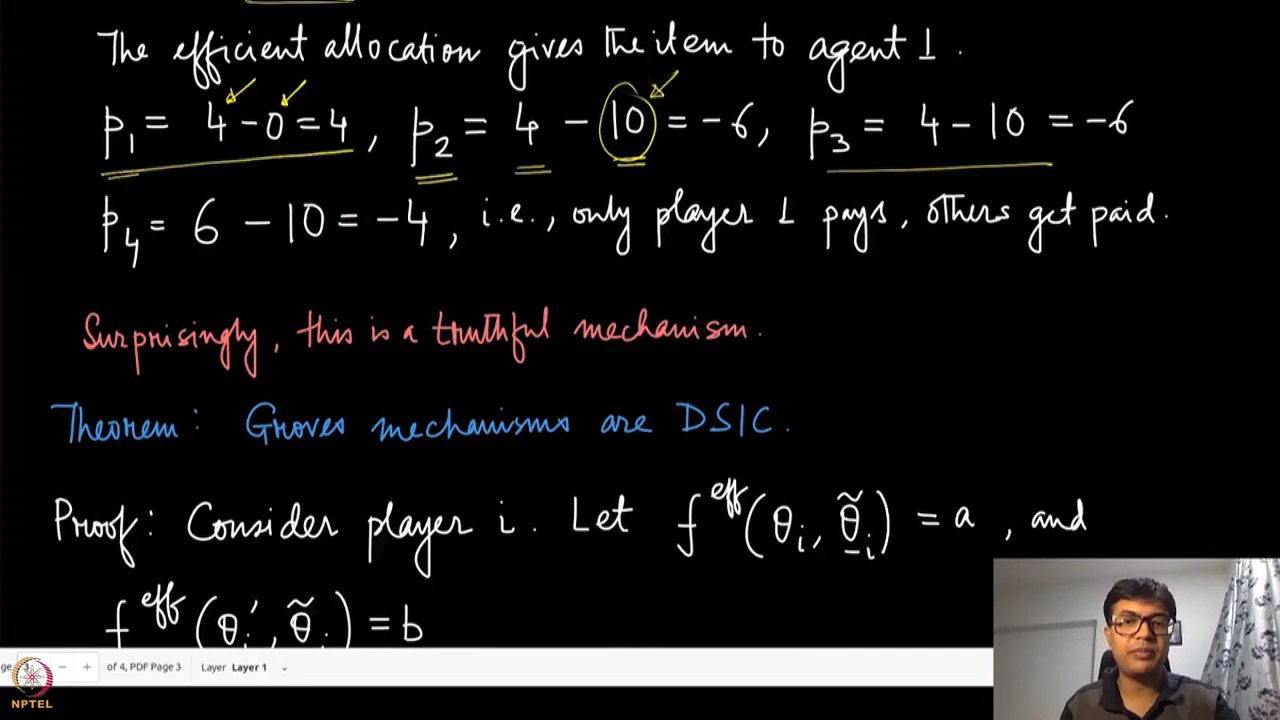 The efficient allocation gives the item to agent 1.
p₁ = 4 - 0 = 4, p₂ = 4 - 10 = -6, p₃ = 4 - 10 = -6
p₄ = 6 - 10 = -4, i.e., only player 1 pays, others get paid.
Surprisingly, this is a truthful mechanism.
Theorem: Groves mechanisms are DSIC.
Proof: Consider player i. Let f^eff(θᵢ, θ̃₋ᵢ) = a, and
f^eff(θᵢ', θ̃₋ᵢ) = b
ge 3 - + of 4, PDF Page 3 Layer Layer 1
NPTEL